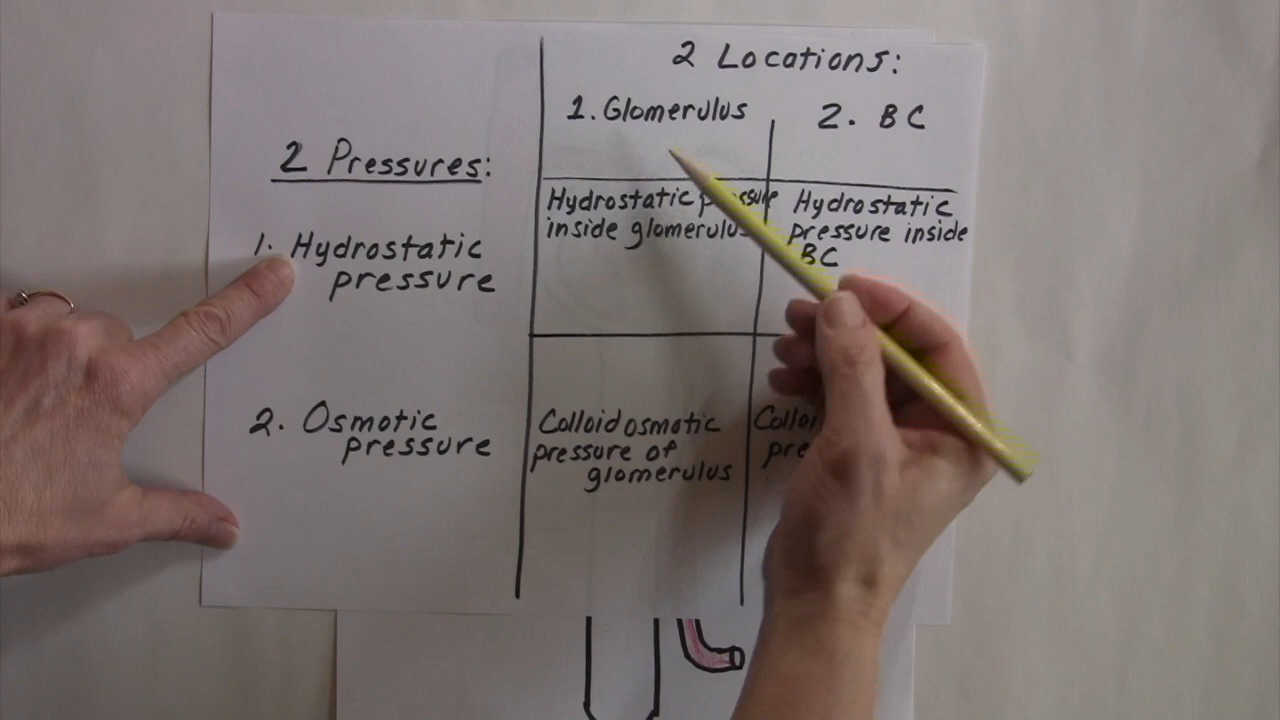 2 Locations:
1. Glomerulus
2. BC
2 Pressures:
1. Hydrostatic
pressure
Hydrostatic pressure
inside glomerulus
Hydrostatic
pressure inside
BC
2. Osmotic
pressure
Colloid osmotic
pressure of
glomerulus